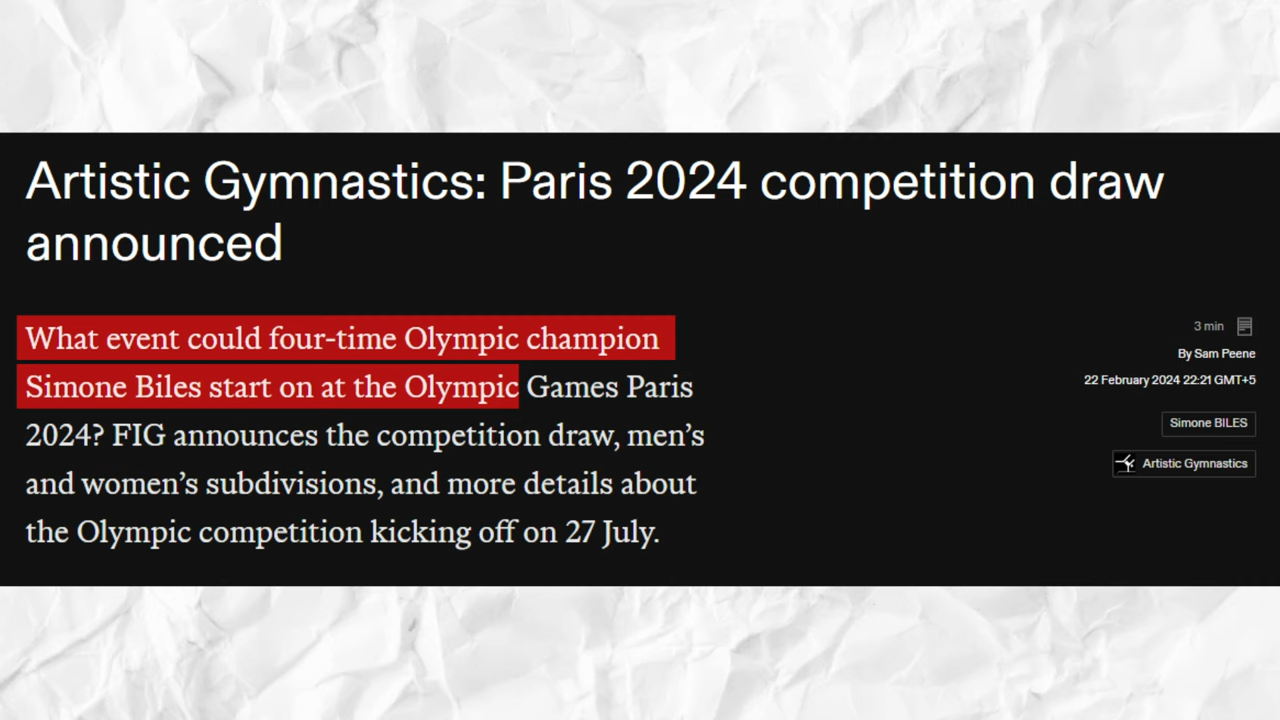 Artistic Gymnastics: Paris 2024 competition draw
announced
What event could four-time Olympic champion
Simone Biles start on at the Olympic Games Paris
2024? FIG announces the competition draw, men’s
and women’s subdivisions, and more details about
the Olympic competition kicking off on 27 July.
3 min
By Sam Peene
22 February 2024 22:21 GMT+5
Simone BILES
Artistic Gymnastics